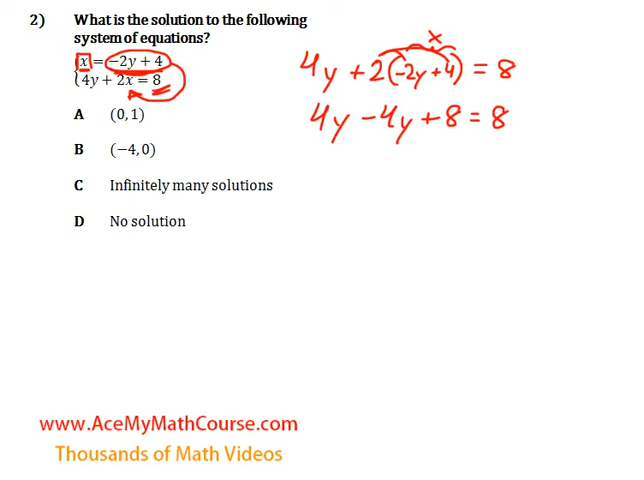 2) What is the solution to the following
system of equations?
{x = −2y + 4
{4y + 2x = 8
A (0, 1)
B (−4, 0)
C Infinitely many solutions
D No solution
x
4y + 2(-2y+4) = 8
4y - 4y + 8 = 8
www.AceMyMathCourse.com
Thousands of Math Videos